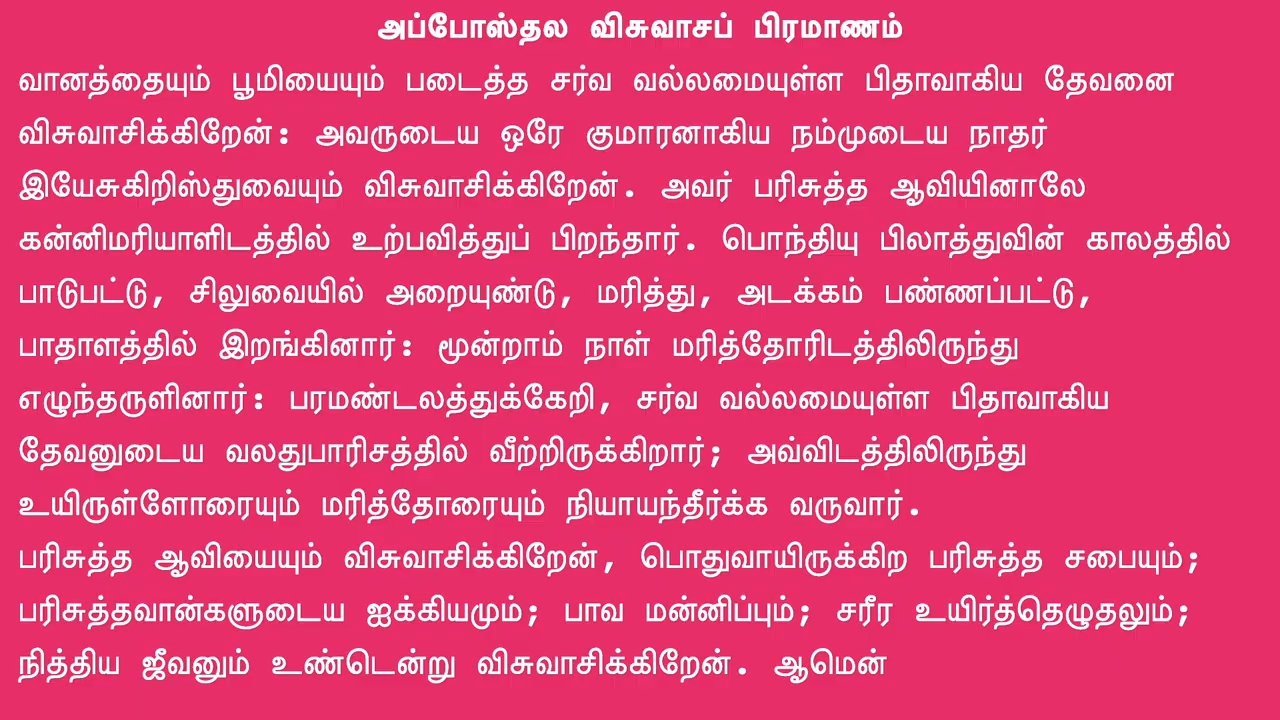 அப்போஸ்தல விசுவாசப் பிரமாணம்
வானத்தையும் பூமியையும் படைத்த சர்வ வல்லமையுள்ள பிதாவாகிய தேவனை
விசுவாசிக்கிறேன்: அவருடைய ஒரே குமாரனாகிய நம்முடைய நாதர்
இயேசுகிறிஸ்துவையும் விசுவாசிக்கிறேன். அவர் பரிசுத்த ஆவியினாலே
கன்னிமரியாளிடத்தில் உற்பவித்துப் பிறந்தார். பொந்தியு பிலாத்துவின் காலத்தில்
பாடுபட்டு, சிலுவையில் அறையுண்டு, மரித்து, அடக்கம் பண்ணப்பட்டு,
பாதாளத்தில் இறங்கினார்: மூன்றாம் நாள் மரித்தோரிடத்திலிருந்து
எழுந்தருளினார்: பரமண்டலத்துக்கேறி, சர்வ வல்லமையுள்ள பிதாவாகிய
தேவனுடைய வலதுபாரிசத்தில் வீற்றிருக்கிறார்; அவ்விடத்திலிருந்து
உயிருள்ளோரையும் மரித்தோரையும் நியாயந்தீர்க்க வருவார்.
பரிசுத்த ஆவியையும் விசுவாசிக்கிறேன், பொதுவாயிருக்கிற பரிசுத்த சபையும்;
பரிசுத்தவான்களுடைய ஐக்கியமும்; பாவ மன்னிப்பும்; சரீர உயிர்த்தெழுதலும்;
நித்திய ஜீவனும் உண்டென்று விசுவாசிக்கிறேன். ஆமென்